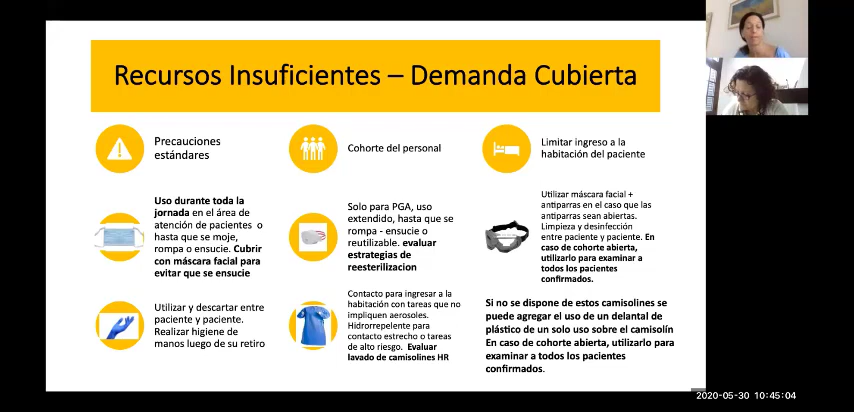 Recursos Insuficientes – Demanda Cubierta
Precauciones
estándares
Cohorte del personal
Limitar ingreso a la
habitación del paciente
Uso durante toda la
jornada en el área de
atención de pacientes o
hasta que se moje,
rompa o ensucie. Cubrir
con máscara facial para
evitar que se ensucie
Solo para PGA, uso
extendido, hasta que se
rompa - ensucie o
reutilizable. evaluar
estrategias de
reesterilizacion
Utilizar máscara facial +
antiparras en el caso que las
antiparras sean abiertas.
Limpieza y desinfección
entre paciente y paciente. En
caso de cohorte abierta,
utilizarlo para examinar a
todos los pacientes
confirmados.
Utilizar y descartar entre
paciente y paciente.
Realizar higiene de
manos luego de su retiro
Contacto para ingresar a la
habitación con tareas que no
impliquen aerosoles.
Hidrorrepelente para
contacto estrecho o tareas
de alto riesgo. Evaluar
lavado de camisolines HR
Si no se dispone de estos camisolines se
puede agregar el uso de un delantal de
plástico de un solo uso sobre el camisolín
En caso de cohorte abierta, utilizarlo para
examinar a todos los pacientes
confirmados.
2020-05-30 10:45:04